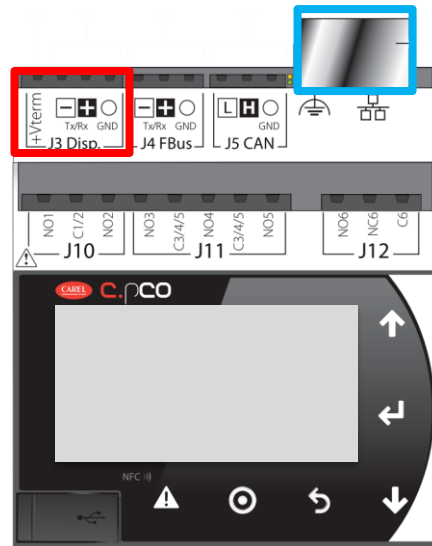 +Vterm
Tx/Rx GND
J3 Disp.
Tx/Rx GND
J4 FBus
L H
GND
J5 CAN
NO1
C1/2
NO2
J10
NO3
C3/4/5
NO4
C3/4/5
NO5
J11
NO6
NC6
C6
J12
CAREL c.pCO
NFC